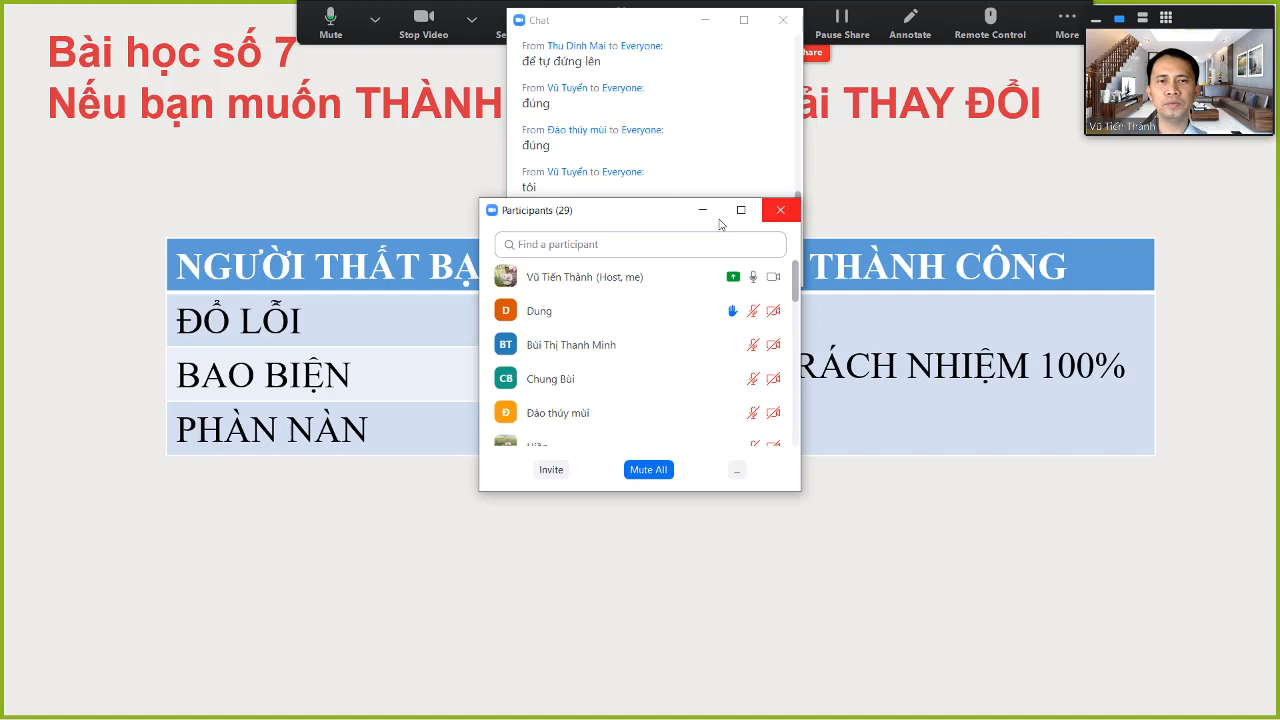 Mute
Stop Video
Se
Chat
Pause Share
Annotate
Remote Control
More
hare
Bài học số 7
Nếu bạn muốn THÀNH
ải THAY ĐỔI
Vũ Tiến Thành
From Thu Dinh Mai to Everyone:
để tự đứng lên
From Vũ Tuyển to Everyone:
đúng
From Đào thúy mùi to Everyone:
đúng
From Vũ Tuyển to Everyone:
tôi
Participants (29)
Find a participant
Vũ Tiến Thành (Host, me)
D Dung
BT Bùi Thị Thanh Minh
CB Chung Bùi
Đ Đào thúy mùi
Invite
Mute All
...
NGƯỜI THẤT BẠ
THÀNH CÔNG
ĐỔ LỖI
BAO BIỆN
RÁCH NHIỆM 100%
PHÀN NÀN